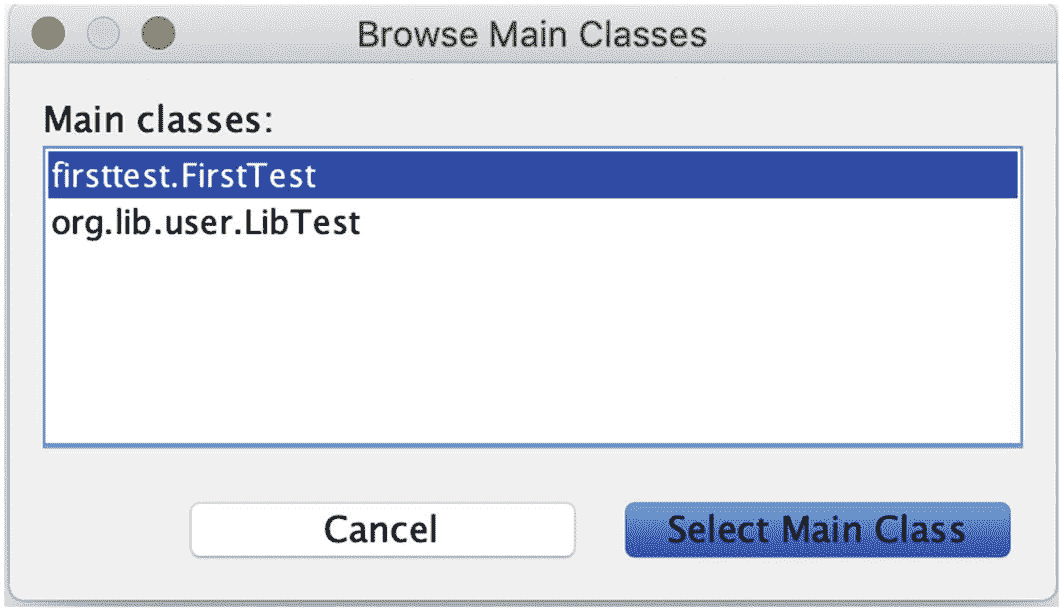 Browse Main Classes
Main classes:
firsttest.FirstTest
org.lib.user.LibTest
Cancel
Select Main Class